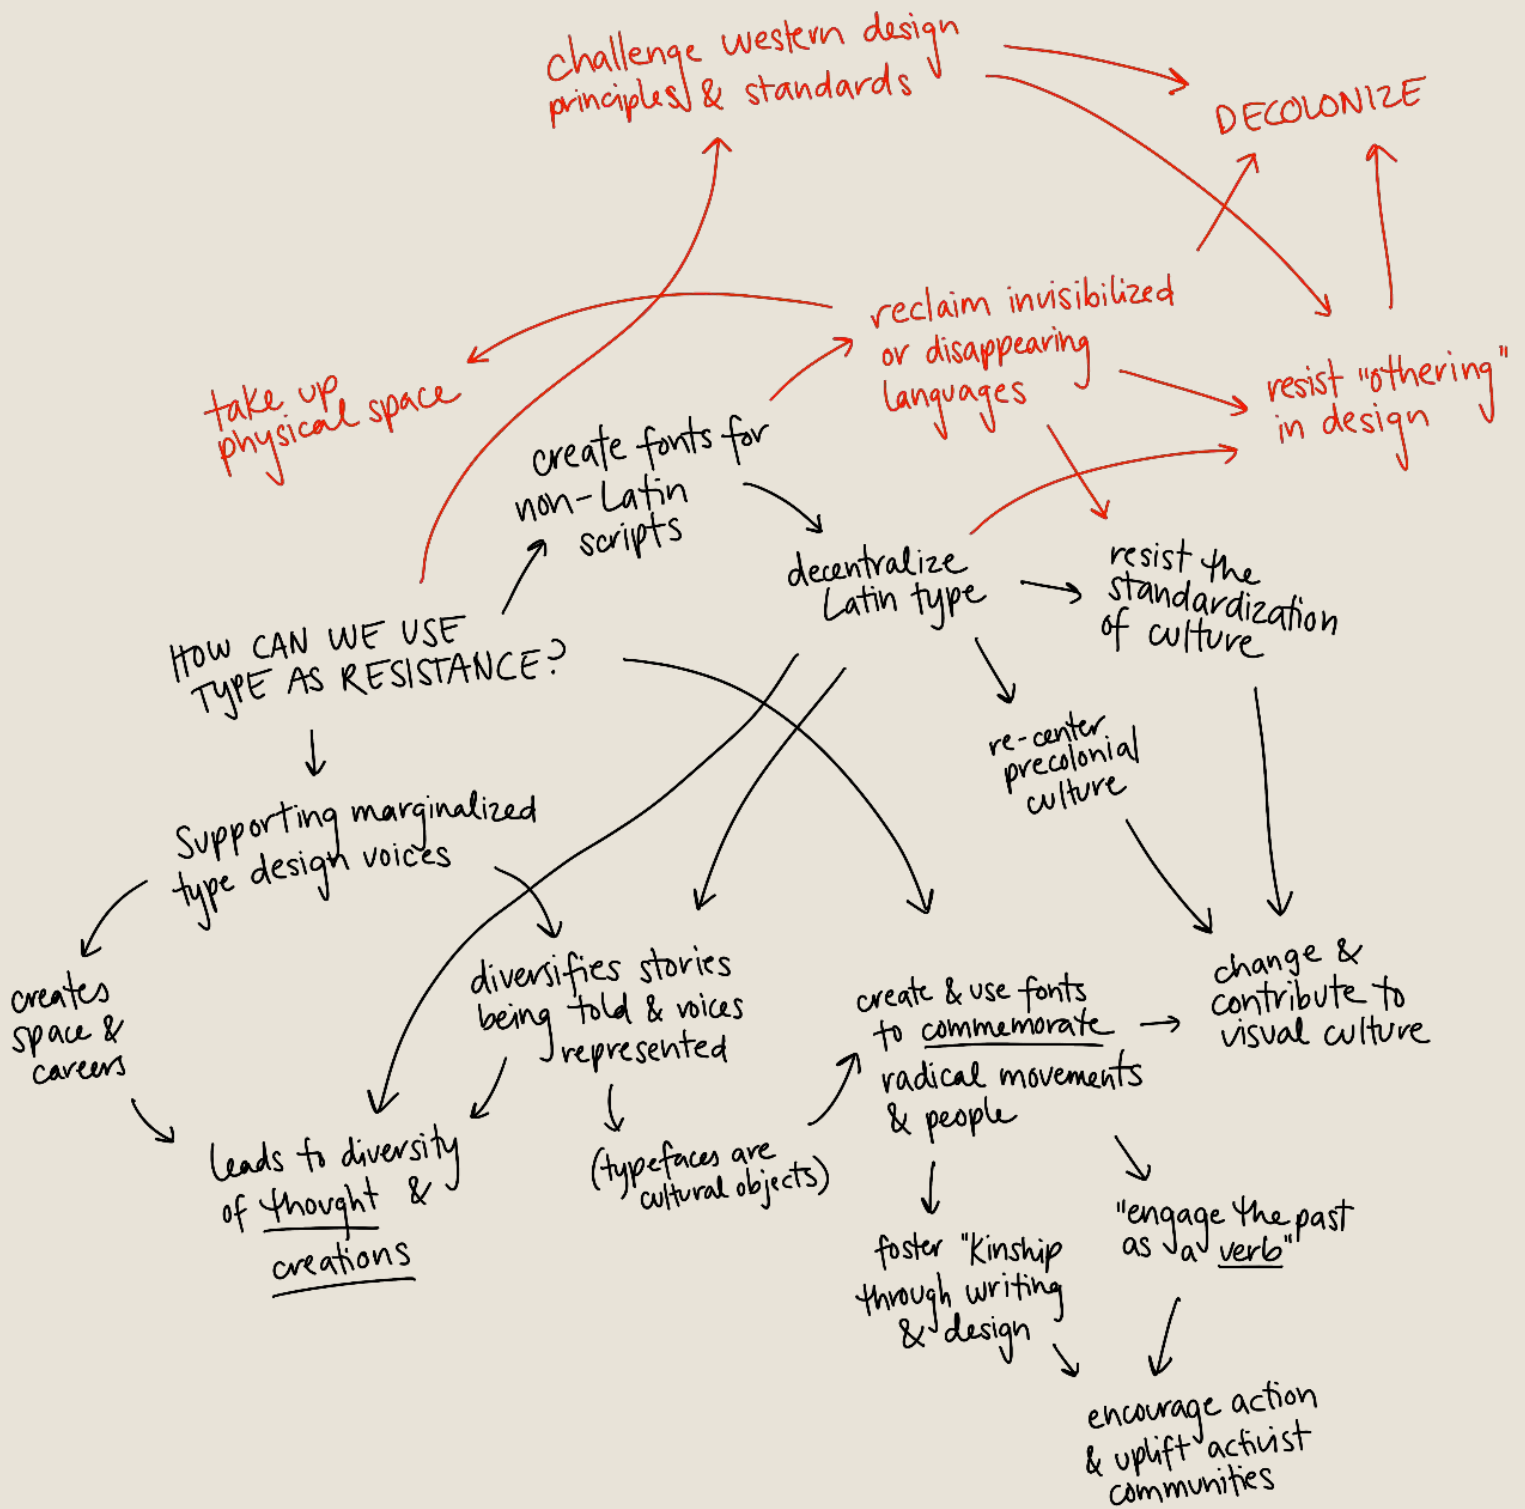 challenge western design
principles & standards
DECOLONIZE
reclaim invisibilized
or disappearing
languages
take up
physical space
resist "othering"
in design
create fonts for
non-Latin
scripts
decentralize
Latin type
resist the
standardization
of culture
HOW CAN WE USE
TYPE AS RESISTANCE?
re-center
precolonial
culture
Supporting marginalized
type design voices
creates
space &
careers
diversifies stories
being told & voices
represented
create & use fonts
to commemorate
radical movements
& people
change &
contribute to
visual culture
leads to diversity
of thought &
creations
(typefaces are
cultural objects)
foster "Kinship
through writing
& design
"engage the past
as a verb"
encourage action
& uplift activist
communities